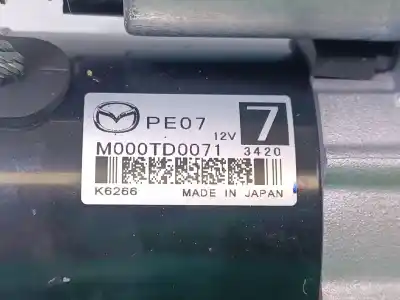 PE07 12V 7
M000TD0071 3420
K6266 MADE IN JAPAN